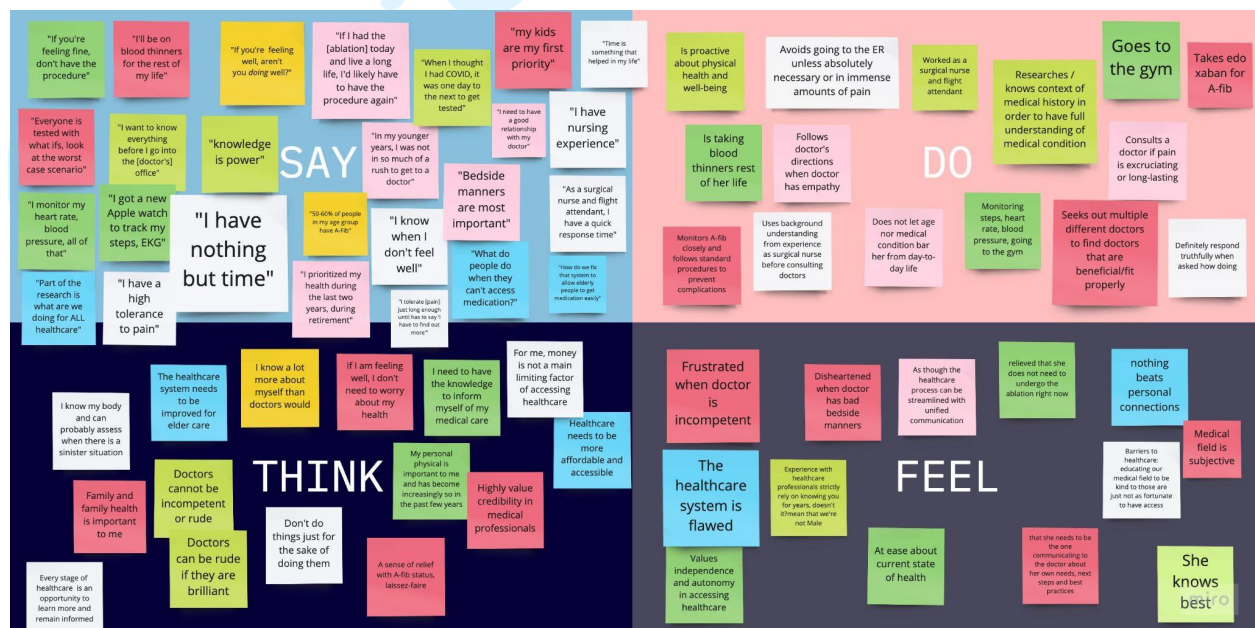 "If you're
feeling fine,
don't have the
procedure"
"I'll be on
blood thinners
for the rest of
my life"
"If you're feeling
well, aren't
you doing well?"
"If I had the
[ablation] today
and live a long
life, I'd likely have
to have the
procedure again"
"When I thought
I had COVID, it
was one day to
the next to get
tested"
"my kids
are my first
priority"
"Time is
something that
helped in my life"
"Everyone is
tested with
what ifs, look
at the worst
case scenario"
"I want to know
everything
before I go into
the [doctor's]
office"
"knowledge
is power"
SAY
"In my younger
years, I was not
in so much of a
rush to get to a
doctor"
"I need to have
a good
relationship
with my
doctor"
"I have
nursing
experience"
"I monitor my
heart rate,
blood
pressure, all of
that"
"I got a new
Apple watch
to track my
steps, EKG"
"I have
nothing
but time"
"50-60% of people
in my age group
have A-Fib"
"I know
when I
don't feel
well"
"Bedside
manners
are most
important"
"As a surgical
nurse and flight
attendant, I
have a quick
response time"
"Part of the
research is
what are we
doing for ALL
healthcare"
"I have a
high
tolerance
to pain"
"I prioritized my
health during
the last two
years, during
retirement"
"I tolerate [pain]
just long enough
until has to say 'I
have to find out
more'"
"What do
people do
when they
can't access
medication?"
"How do we fix
that system to
allow elderly
people to get
medication easily"
Is proactive
about physical
health and
well-being
Avoids going to the ER
unless absolutely
necessary or in immense
amounts of pain
Worked as a
surgical nurse
and flight
attendant
Researches /
knows context of
medical history in
order to have full
understanding of
medical condition
Goes to
the gym
Takes edo
xaban for
A-fib
Is taking
blood
thinners rest
of her life
Follows
doctor's
directions
when doctor
has empathy
DO
Consults a
doctor if pain
is excruciating
or long-lasting
Monitors A-fib
closely and
follows standard
procedures to
prevent
complications
Uses background
understanding
from experience
as surgical nurse
before consulting
doctors
Does not let age
nor medical
condition bar
her from day-to-
day life
Monitoring
steps, heart
rate, blood
pressure, going
to the gym
Seeks out multiple
different doctors
to find doctors
that are
beneficial/fit
properly
Definitely respond
truthfully when
asked how doing
I know my body
and can
probably assess
when there is a
sinister situation
The healthcare
system needs
to be
improved for
elder care
I know a lot
more about
myself than
doctors would
If I am feeling
well, I don't
need to worry
about my
health
I need to have
the knowledge
to inform
myself of my
medical care
For me, money
is not a main
limiting factor
of accessing
healthcare
Healthcare
needs to be
more
affordable and
accessible
Family and
family health
is important
to me
Doctors
cannot be
incompetent
or rude
THINK
My personal
physical is
important to me
and has become
increasingly so in
the past few years
Highly value
credibility in
medical
professionals
Doctors
can be rude
if they are
brilliant
Don't do
things just for
the sake of
doing them
A sense of relief
with A-fib status,
laissez-faire
Every stage of
healthcare is an
opportunity to
learn more and
remain informed
Frustrated
when doctor
is
incompetent
Disheartened
when doctor
has bad
bedside
manners
As though the
healthcare
process can be
streamlined with
unified
communication
relieved that she
does not need to
undergo the
ablation right now
nothing
beats
personal
connections
Medical
field is
subjective
The
healthcare
system is
flawed
Experience with
healthcare
professionals strictly
rely on knowing you
for years, doesn't
it?mean that we're
not Male
FEEL
Barriers to
healthcare:
educating our
medical field to
be kind to those are
just not as fortunate
to have access
Values
independence
and autonomy
in accessing
healthcare
At ease about
current state
of health
that she needs to be
the one
communicating to
the doctor about
her own needs, next
steps and best
practices
She
knows
best
miro